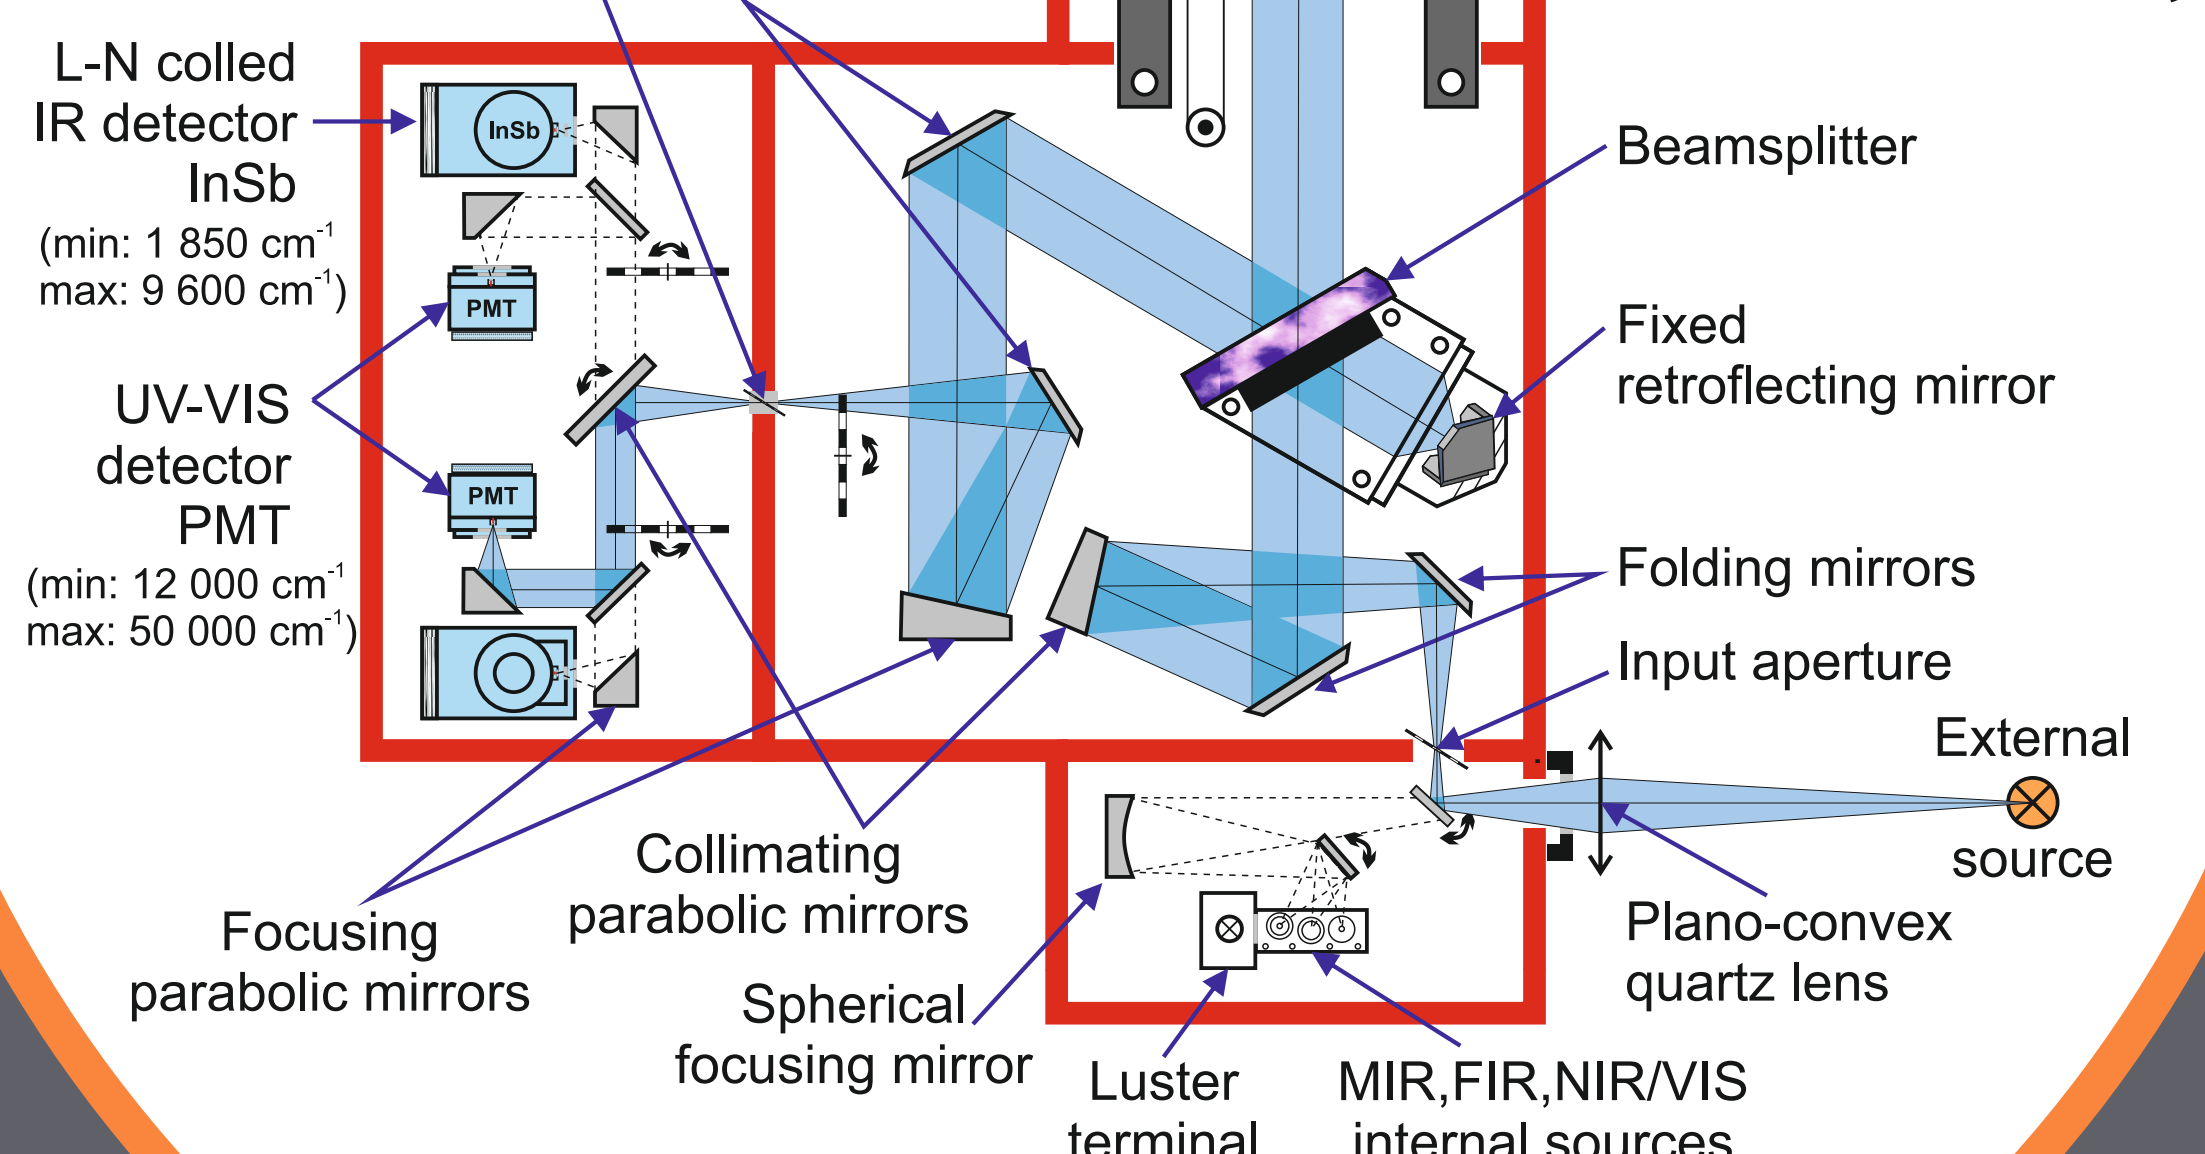 L-N colled
IR detector
InSb
(min: 1 850 cm⁻¹
max: 9 600 cm⁻¹)
UV-VIS
detector
PMT
(min: 12 000 cm⁻¹
max: 50 000 cm⁻¹)
InSb
PMT
PMT
Beamsplitter
Fixed
retroflecting mirror
Folding mirrors
Input aperture
External
source
Plano-convex
quartz lens
Collimating
parabolic mirrors
Focusing
parabolic mirrors
Spherical
focusing mirror
Luster
terminal
MIR,FIR,NIR/VIS
internal sources